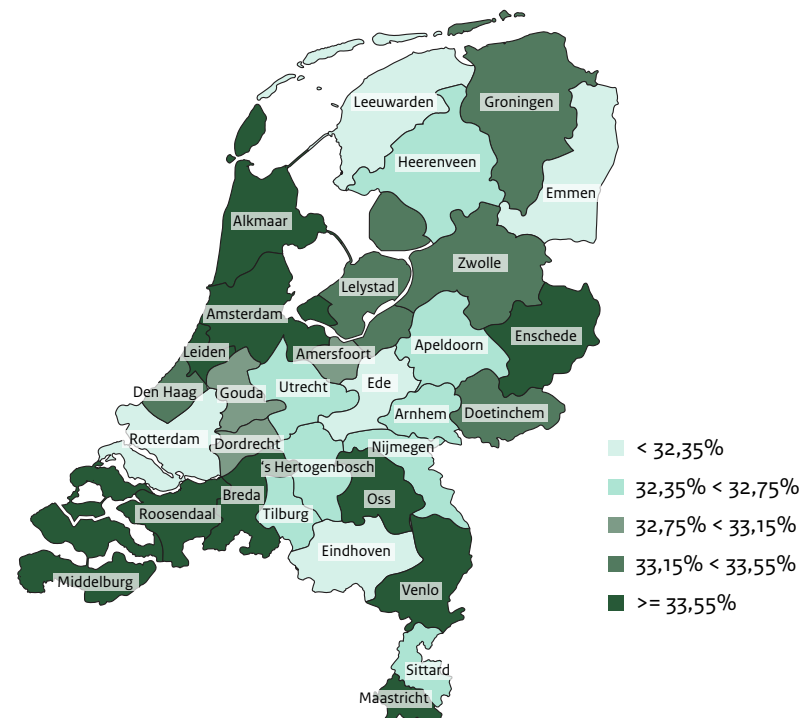 Leeuwarden
Groningen
Heerenveen
Emmen
Alkmaar
Zwolle
Lelystad
Amsterdam
Enschede
Leiden
Amersfoort
Apeldoorn
Den Haag
Gouda
Utrecht
Ede
Arnhem
Doetinchem
Rotterdam
Dordrecht
Nijmegen
's Hertogenbosch
Breda
Oss
Roosendaal
Tilburg
Eindhoven
Middelburg
Venlo
Sittard
Maastricht
< 32,35%
32,35% < 32,75%
32,75% < 33,15%
33,15% < 33,55%
>= 33,55%